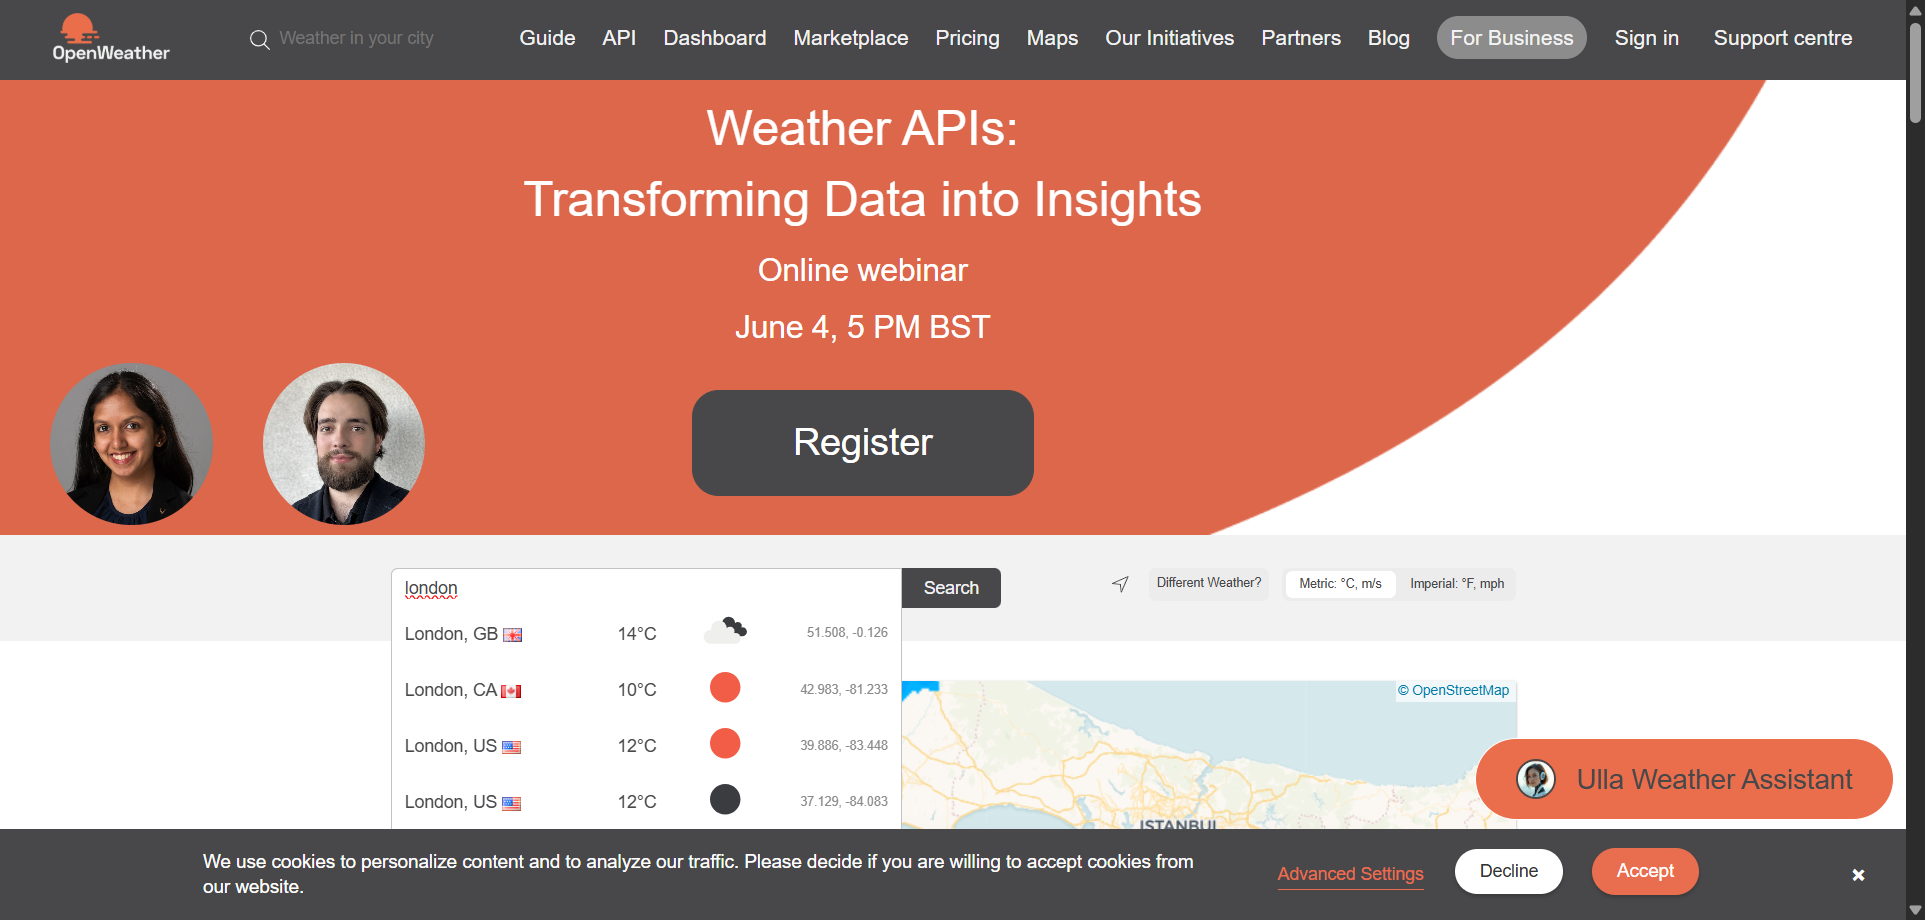 OpenWeather
Weather in your city
Guide
API
Dashboard
Marketplace
Pricing
Maps
Our Initiatives
Partners
Blog
For Business
Sign in
Support centre
Weather APIs:
Transforming Data into Insights
Online webinar
June 4, 5 PM BST
Register
london
Search
Different Weather?
Metric: °C, m/s
Imperial: °F, mph
London, GB 14°C 51.508, -0.126
London, CA 10°C 42.983, -81.233
London, US 12°C 39.886, -83.448
London, US 12°C 37.129, -84.083
© OpenStreetMap
ISTANBUL
Ulla Weather Assistant
We use cookies to personalize content and to analyze our traffic. Please decide if you are willing to accept cookies from
our website.
Advanced Settings
Decline
Accept